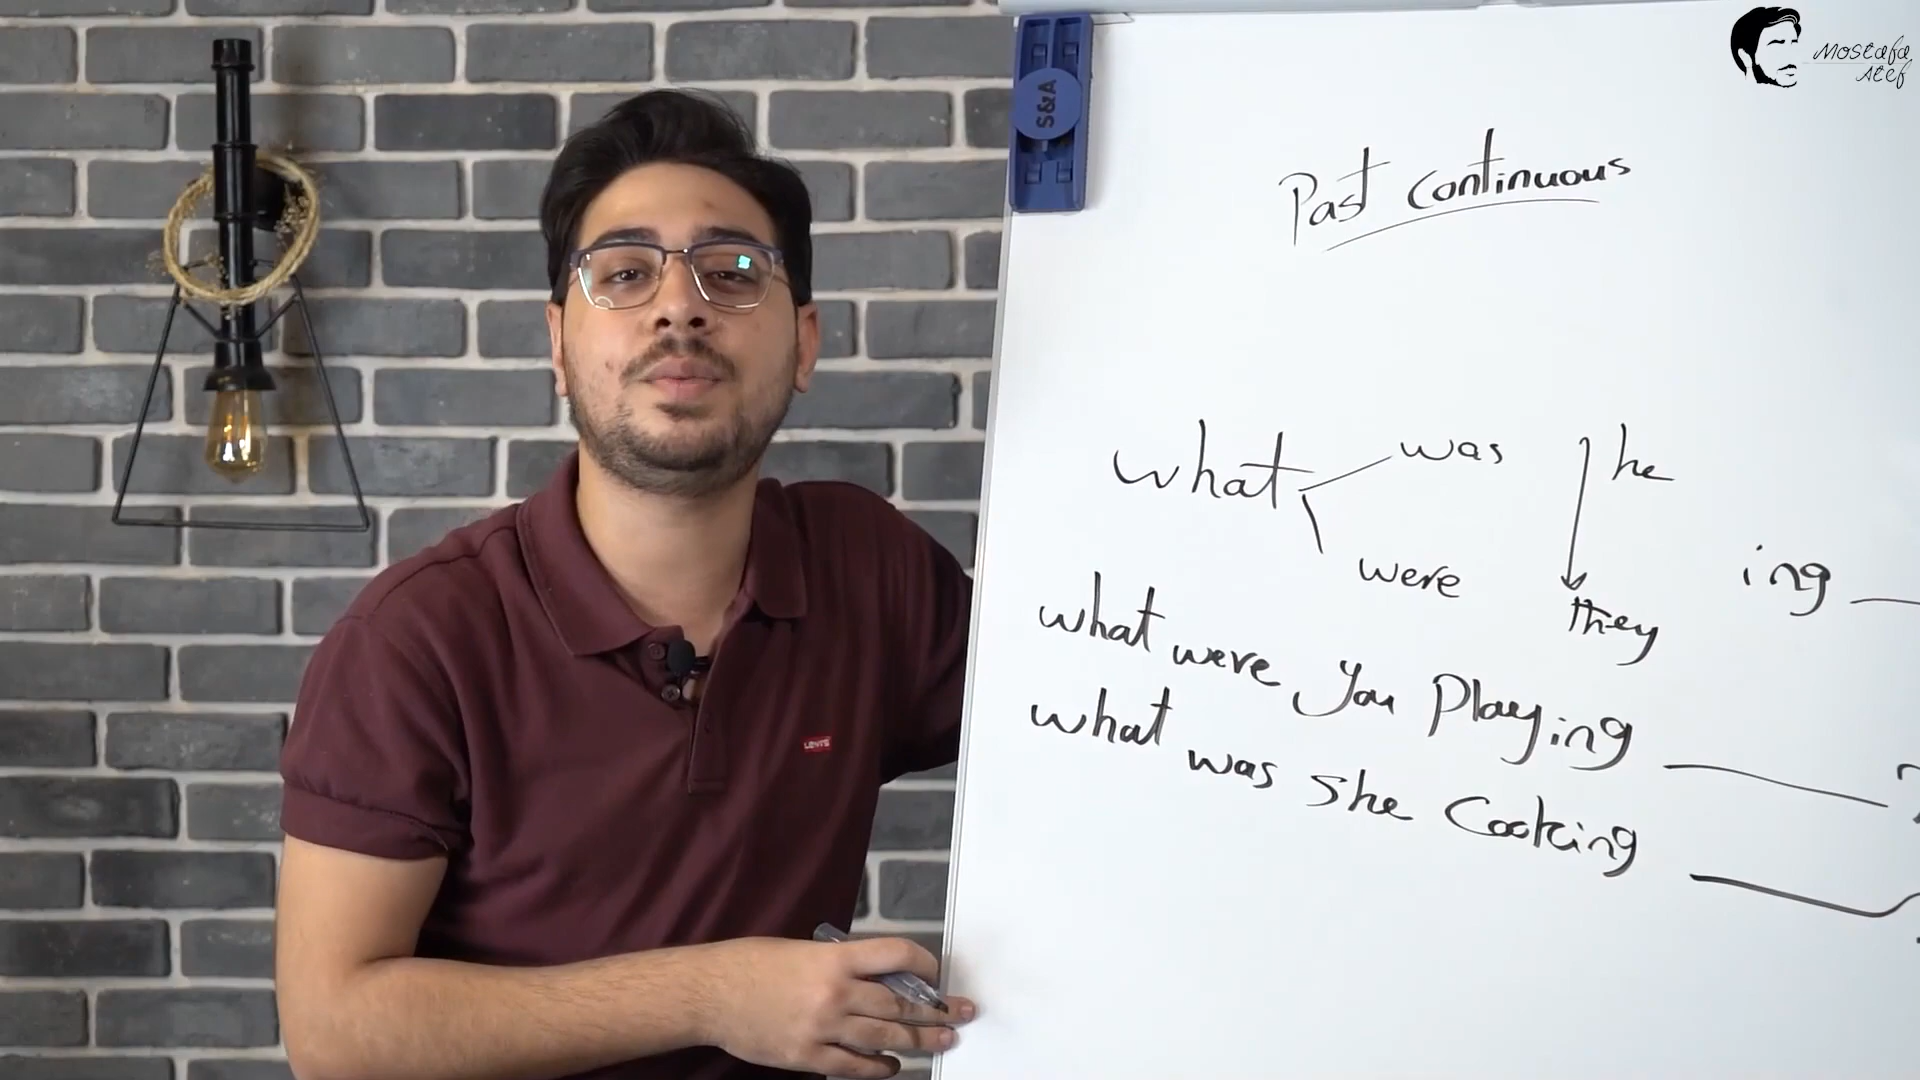 Mostafa
Atef
S&A
Past continuous
what was he
were they ing
what were you Playing ?
what was She Cooking ?
LEVI'S